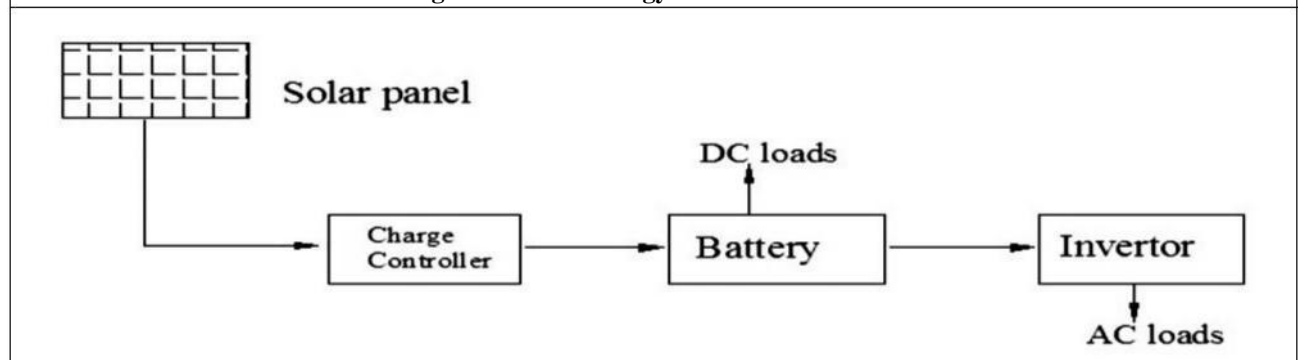 Solar panel
DC loads
Charge
Controller
Battery
Invertor
AC loads